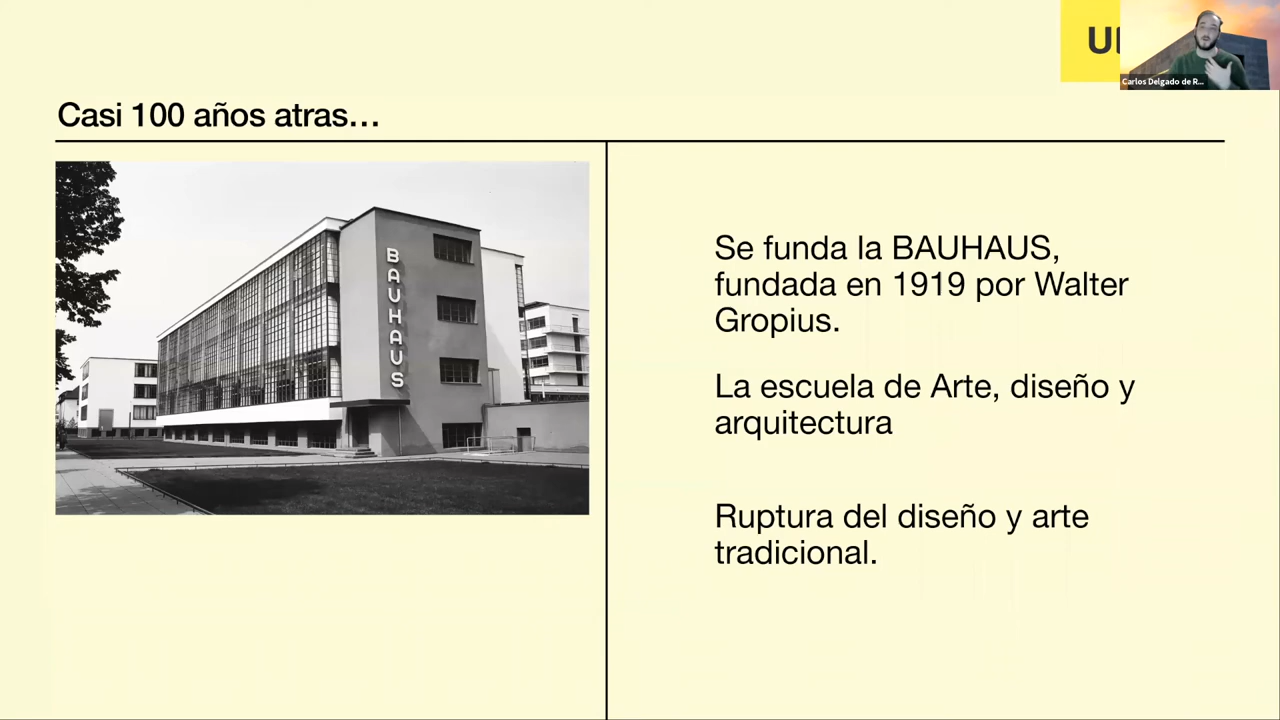 Carlos Delgado de R...
Casi 100 años atras...
BAUHAUS
Se funda la BAUHAUS,
fundada en 1919 por Walter
Gropius.
La escuela de Arte, diseño y
arquitectura
Ruptura del diseño y arte
tradicional.